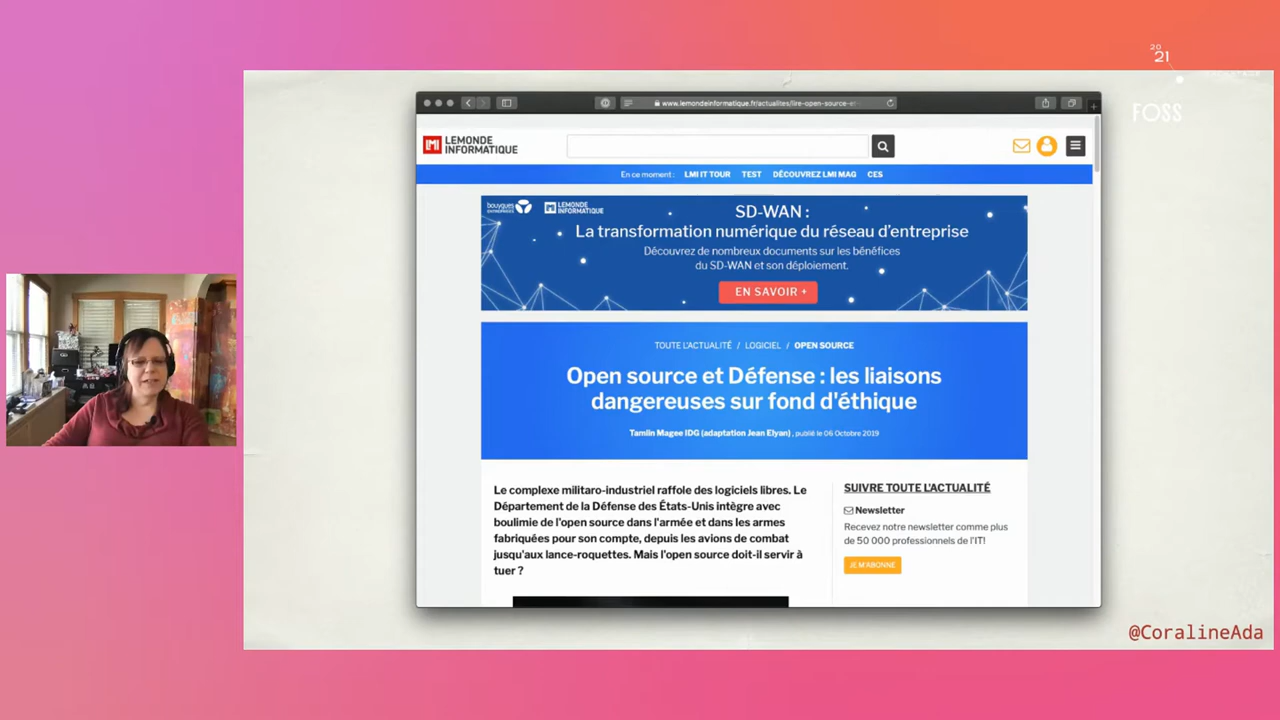 20
21
FOSS
www.lemondeinformatique.fr/actualites/lire-open-source-et-
LMI LEMONDE
INFORMATIQUE
En ce moment : LMI IT TOUR TEST DÉCOUVREZ LMI MAG CES
bouygues
ENTREPRISES
LEMONDE
INFORMATIQUE
SD-WAN :
La transformation numérique du réseau d'entreprise
Découvrez de nombreux documents sur les bénéfices
du SD-WAN et son déploiement.
EN SAVOIR +
TOUTE L'ACTUALITÉ / LOGICIEL / OPEN SOURCE
Open source et Défense : les liaisons
dangereuses sur fond d'éthique
Tamlin Magee IDG (adaptation Jean Elyan) , publié le 06 Octobre 2019
Le complexe militaro-industriel raffole des logiciels libres. Le
Département de la Défense des États-Unis intègre avec
boulimie de l'open source dans l'armée et dans les armes
fabriquées pour son compte, depuis les avions de combat
jusqu'aux lance-roquettes. Mais l'open source doit-il servir à
tuer ?
SUIVRE TOUTE L'ACTUALITÉ
Newsletter
Recevez notre newsletter comme plus
de 50 000 professionnels de l'IT!
JE M'ABONNE
@CoralineAda